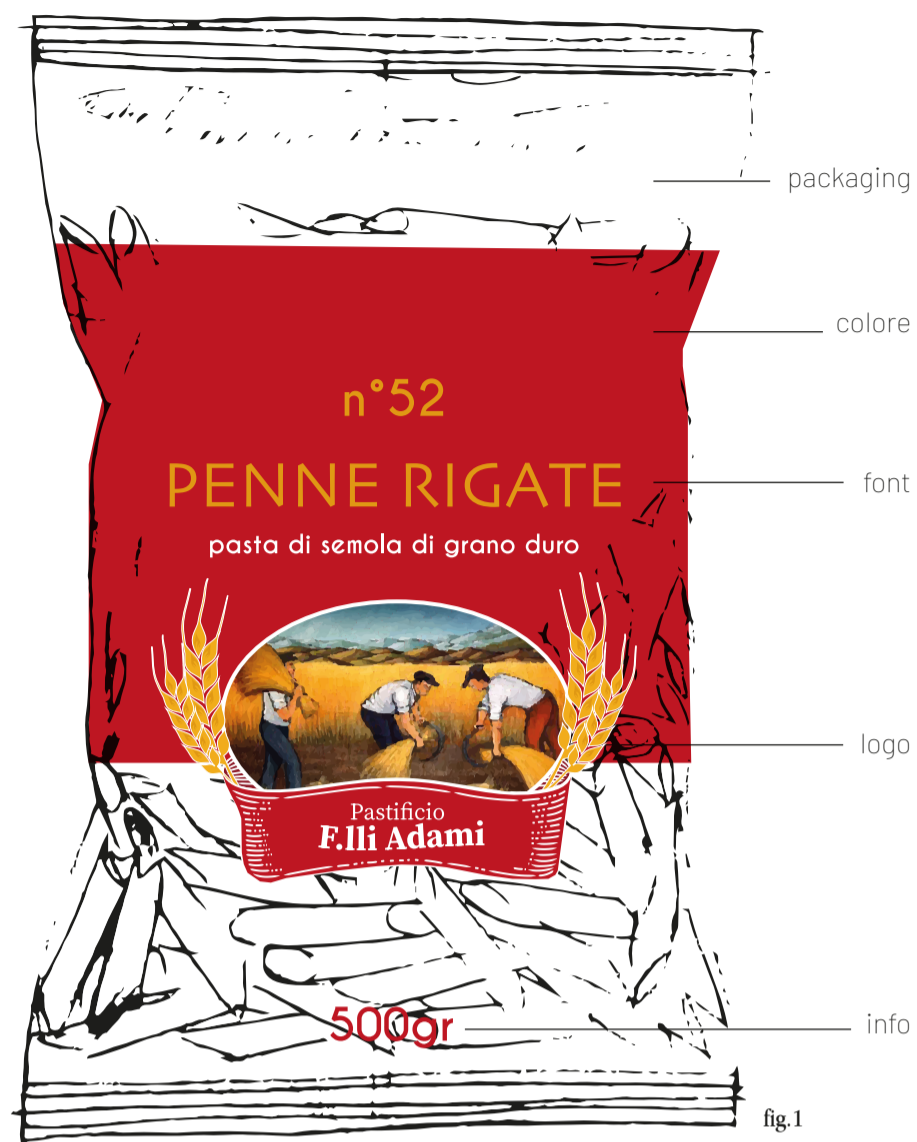 packaging
colore
n°52
PENNE RIGATE
font
pasta di semola di grano duro
logo
Pastificio
F.lli Adami
500gr
info
fig.1